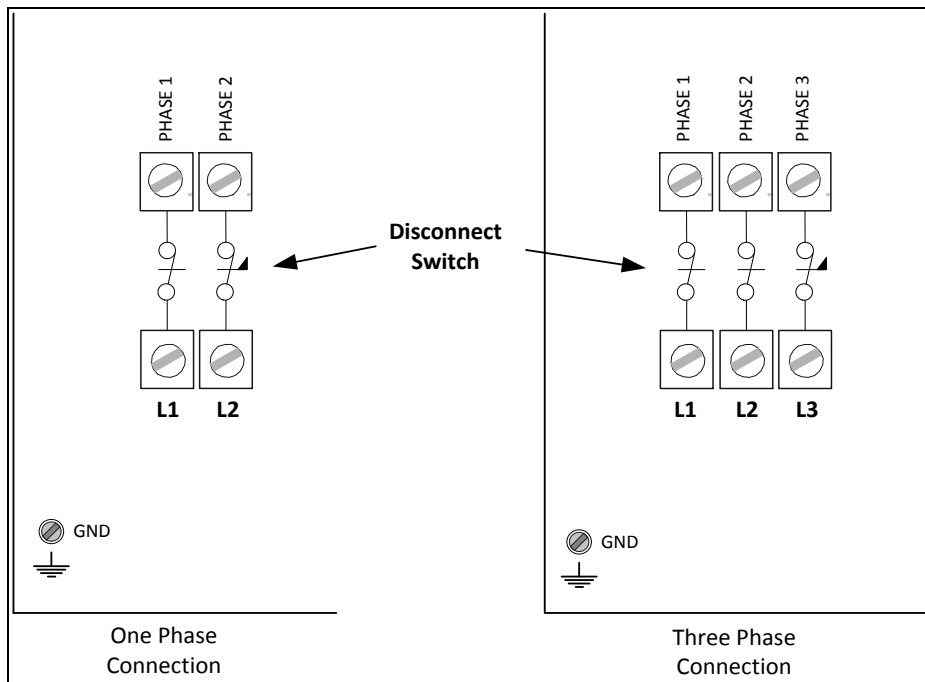 PHASE 1
PHASE 2
L1
L2
GND
One Phase
Connection
Disconnect
Switch
PHASE 1
PHASE 2
PHASE 3
L1
L2
L3
GND
Three Phase
Connection